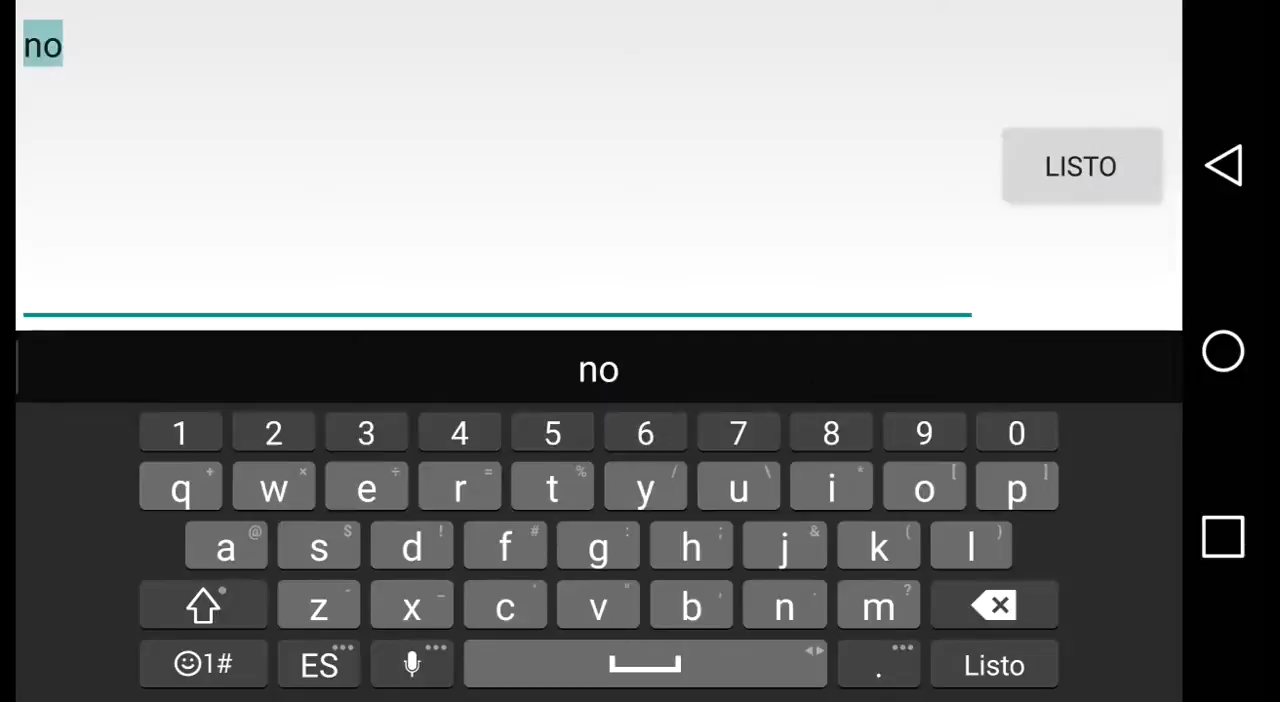 no
LISTO
no
1 2 3 4 5 6 7 8 9 0
q + w × e ÷ r = t % y / u \ i * o [ p ]
a @ s $ d ! f # g : h ; j & k ( l )
z - x _ c ' v " b , n . m ?
1# ES ... ... . ... Listo